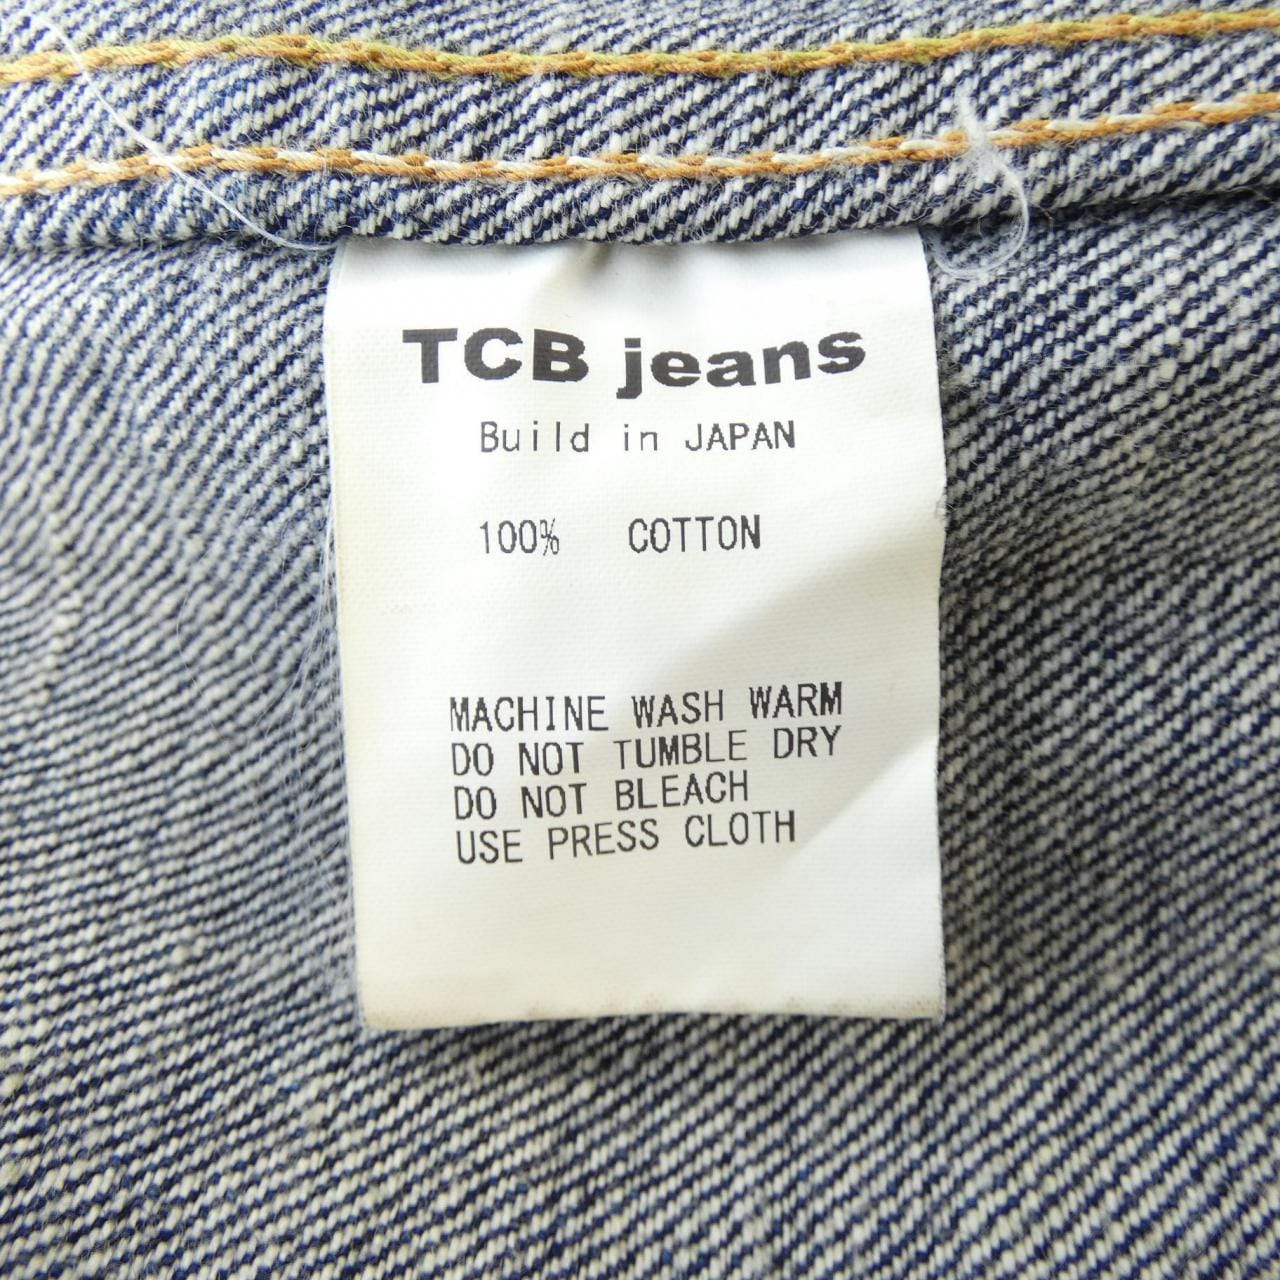 TCB jeans
Build in JAPAN
100% COTTON
MACHINE WASH WARM
DO NOT TUMBLE DRY
DO NOT BLEACH
USE PRESS CLOTH